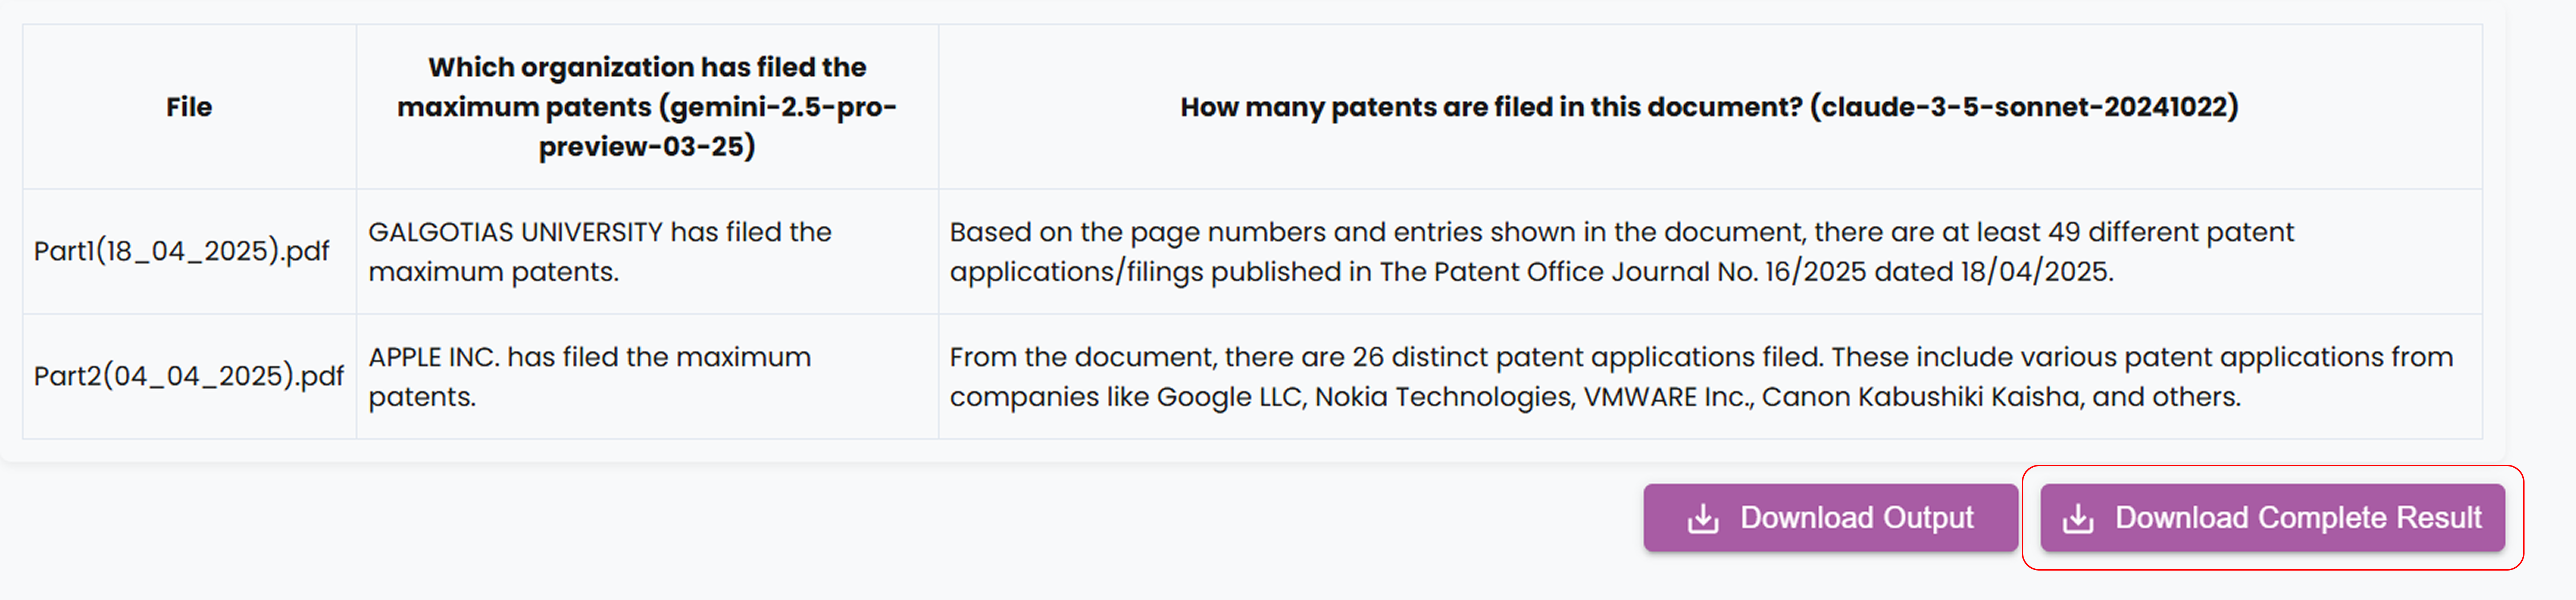 File
Which organization has filed the
maximum patents (gemini-2.5-pro-
preview-03-25)
How many patents are filed in this document? (claude-3-5-sonnet-20241022)
Part1(18_04_2025).pdf
GALGOTIAS UNIVERSITY has filed the
maximum patents.
Based on the page numbers and entries shown in the document, there are at least 49 different patent
applications/filings published in The Patent Office Journal No. 16/2025 dated 18/04/2025.
Part2(04_04_2025).pdf
APPLE INC. has filed the maximum
patents.
From the document, there are 26 distinct patent applications filed. These include various patent applications from
companies like Google LLC, Nokia Technologies, VMWARE Inc., Canon Kabushiki Kaisha, and others.
Download Output
Download Complete Result